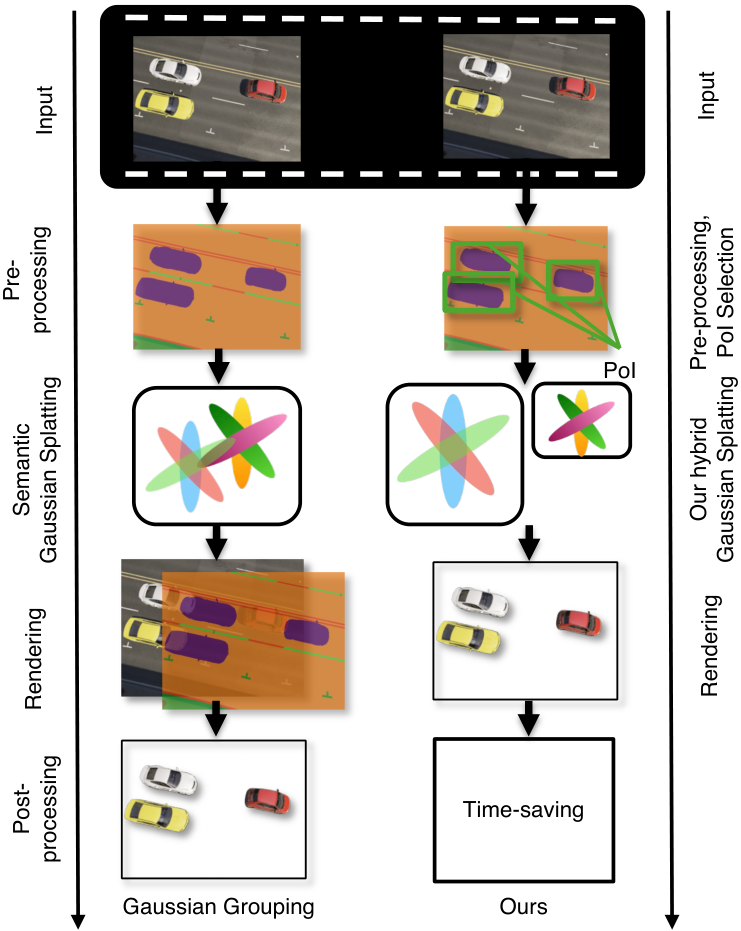 Input
Input
Pre-
processing
Pre-processing,
PoI Selection
PoI
Semantic
Gaussian Splatting
Our hybrid
Gaussian Splatting
Rendering
Rendering
Post-
processing
Time-saving
Gaussian Grouping
Ours